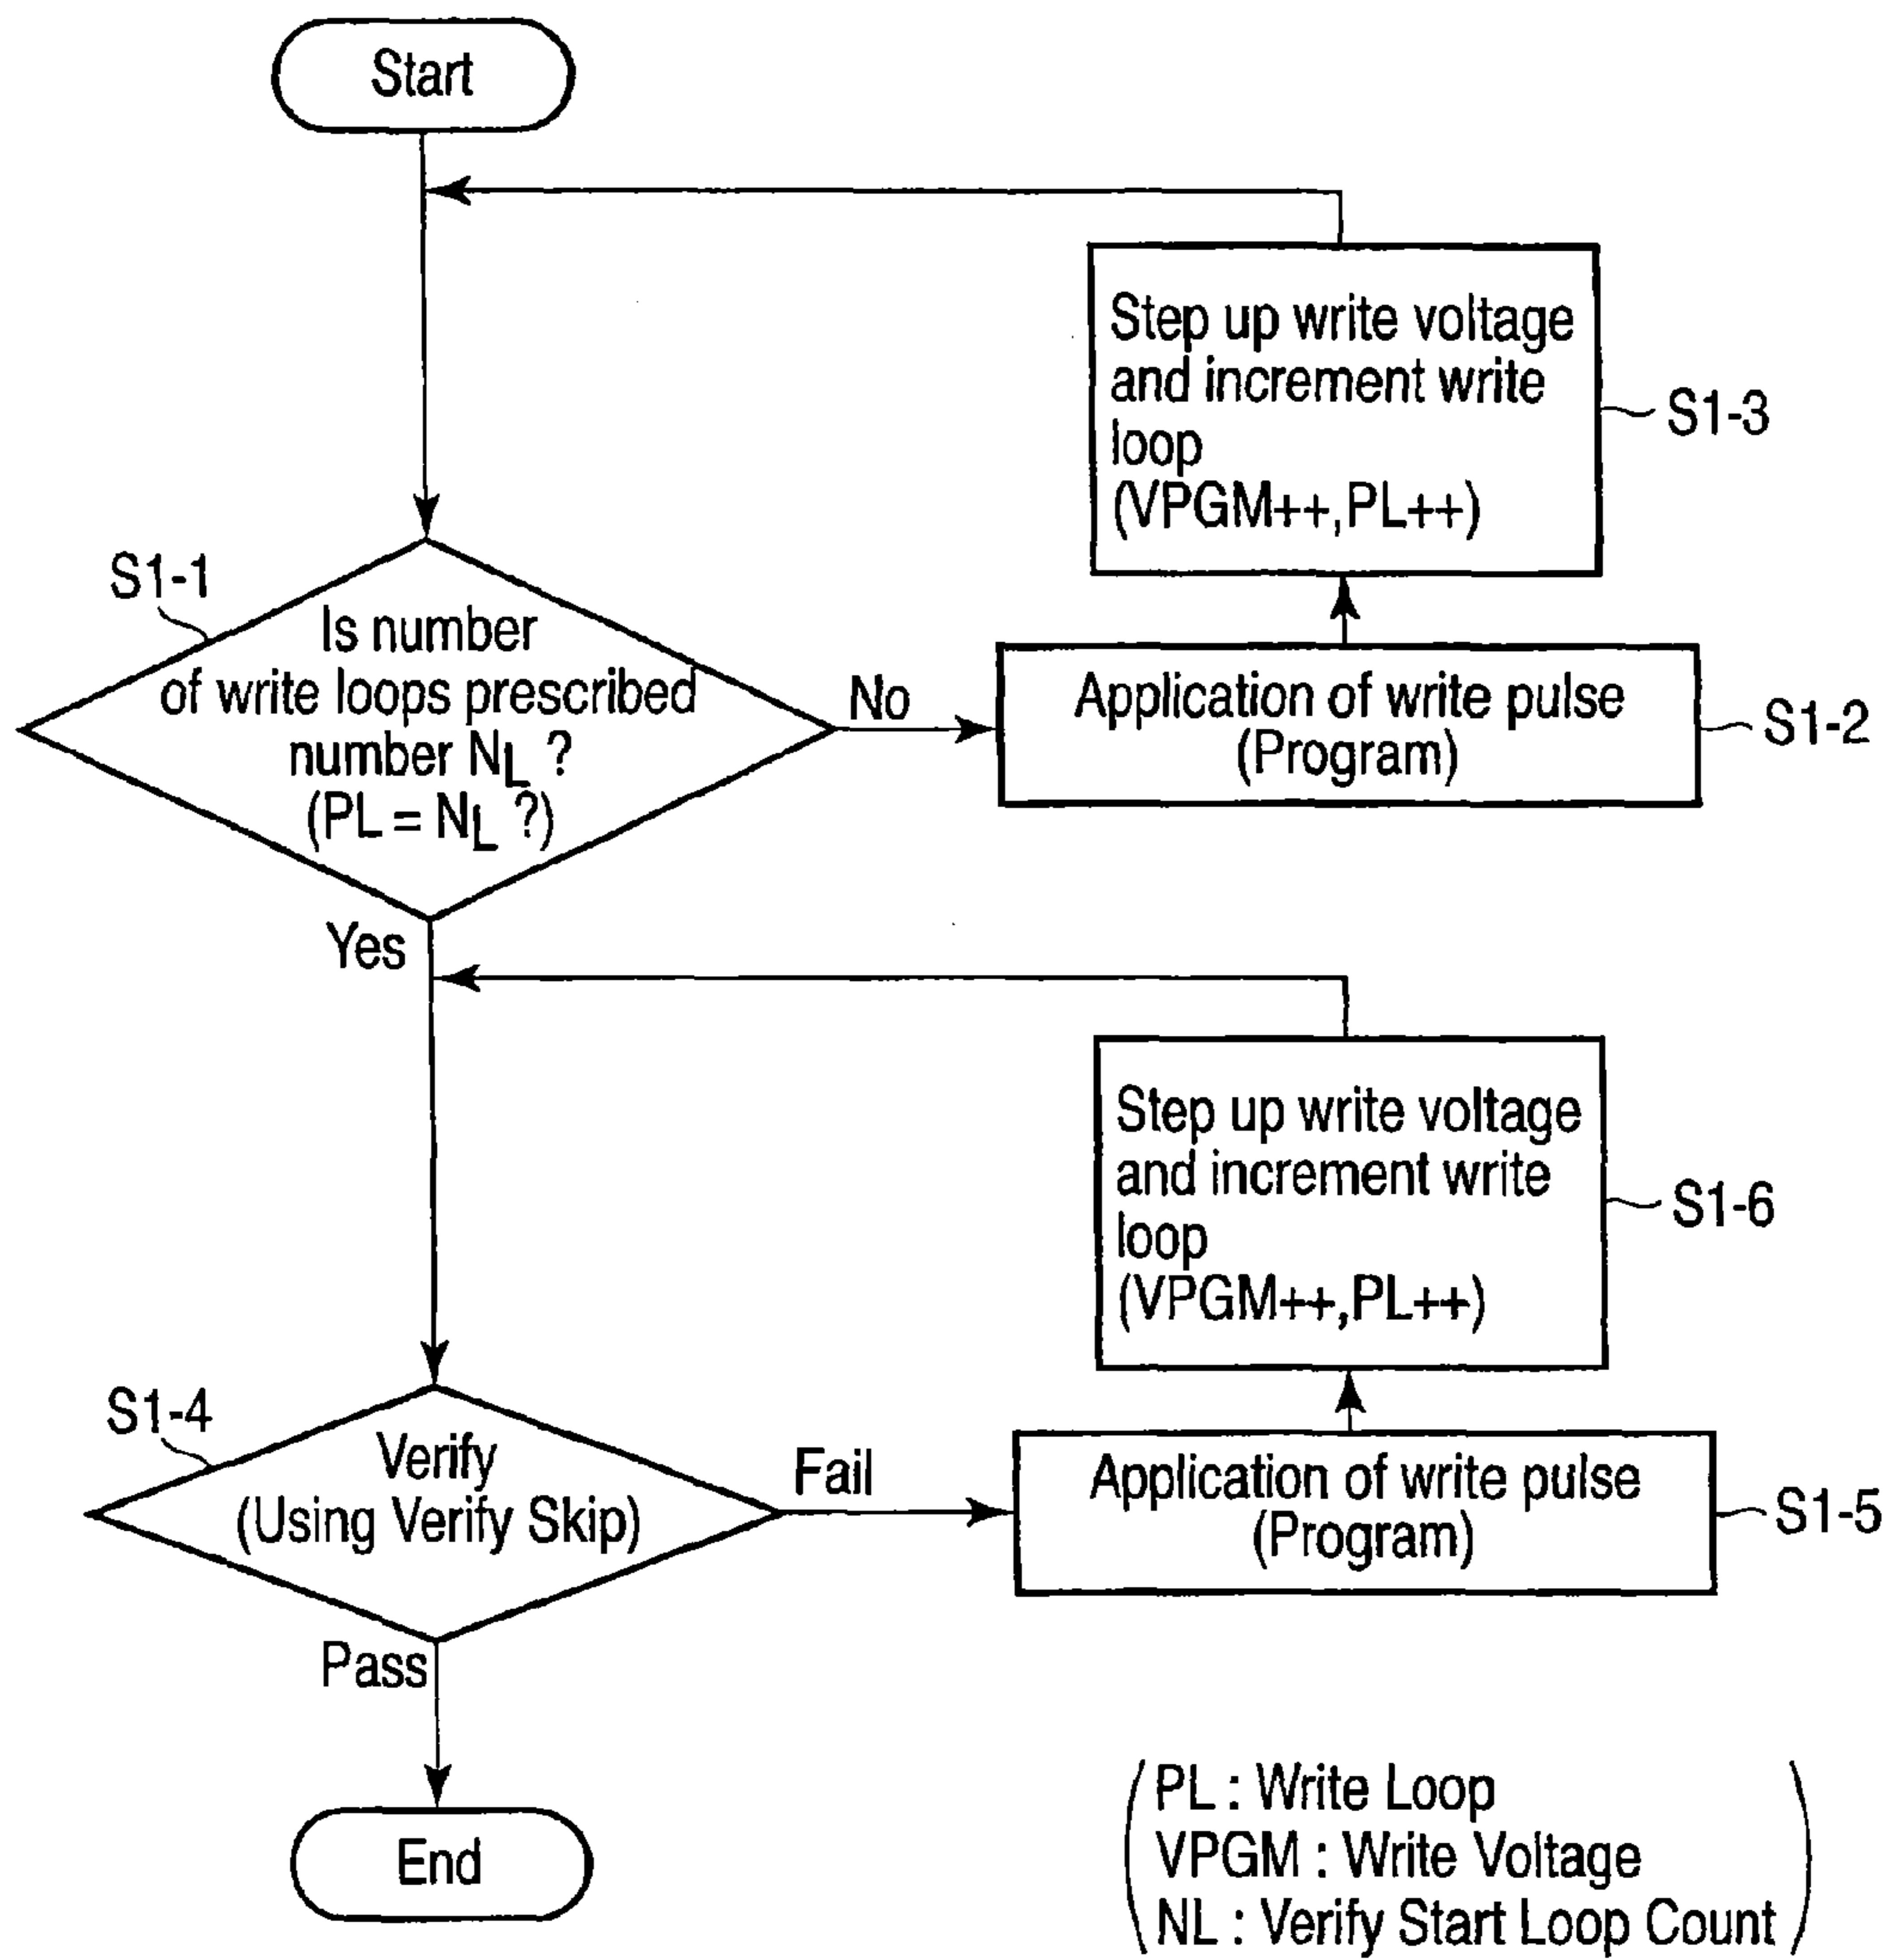 Start
Step up write voltage
and increment write
loop
(VPGM++,PL++)
S1-3
S1-1
Is number
of write loops prescribed
number NL ?
(PL = NL ?)
No
Application of write pulse
(Program)
S1-2
Yes
Step up write voltage
and increment write
loop
(VPGM++,PL++)
S1-6
S1-4
Verify
(Using Verify Skip)
Fail
Application of write pulse
(Program)
S1-5
Pass
End
PL : Write Loop
VPGM : Write Voltage
NL : Verify Start Loop Count